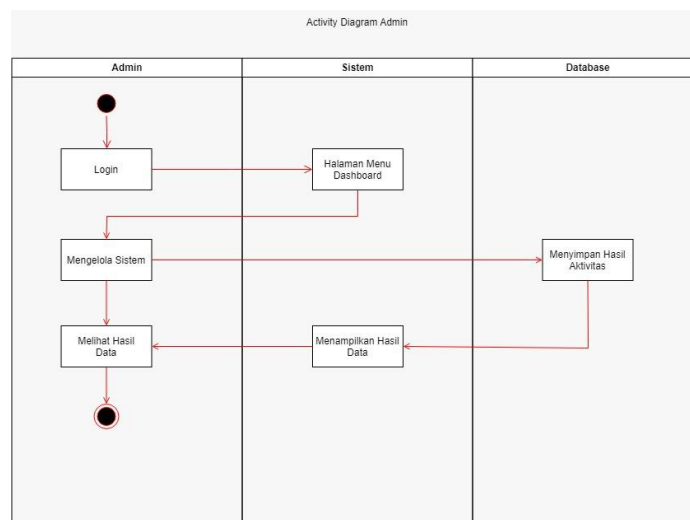 Activity Diagram Admin
Admin
Sistem
Database
Login
Halaman Menu
Dashboard
Mengelola Sistem
Menyimpan Hasil
Aktivitas
Melihat Hasil
Data
Menampilkan Hasil
Data